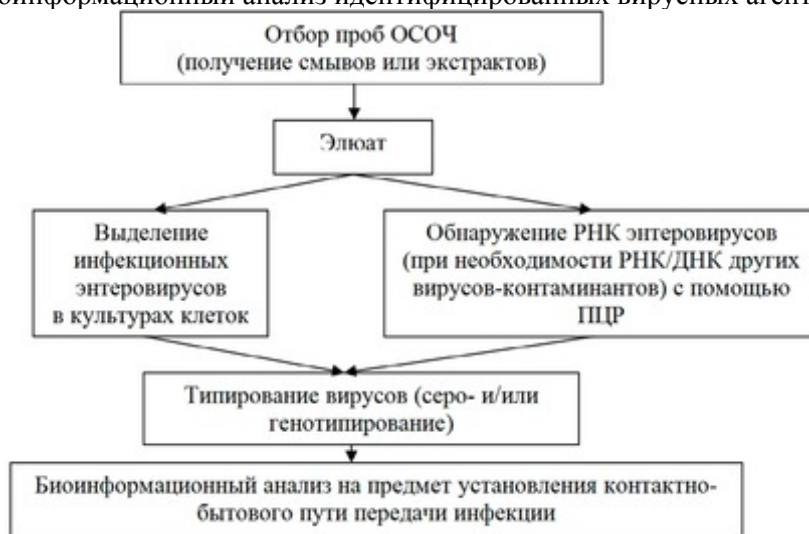 идентифицированных вирусных
Отбор проб ОСОЧ
(получение смывов или экстрактов)
Элюат
Выделение
инфекционных
энтеровирусов
в культурах клеток
Обнаружение РНК энтеровирусов
(при необходимости РНК/ДНК других
вирусов-контаминантов) с помощью
ПЦР
Типирование вирусов (серо- и/или
генотипирование)
Биоинформационный анализ на предмет установления контактно-
бытового пути передачи инфекции